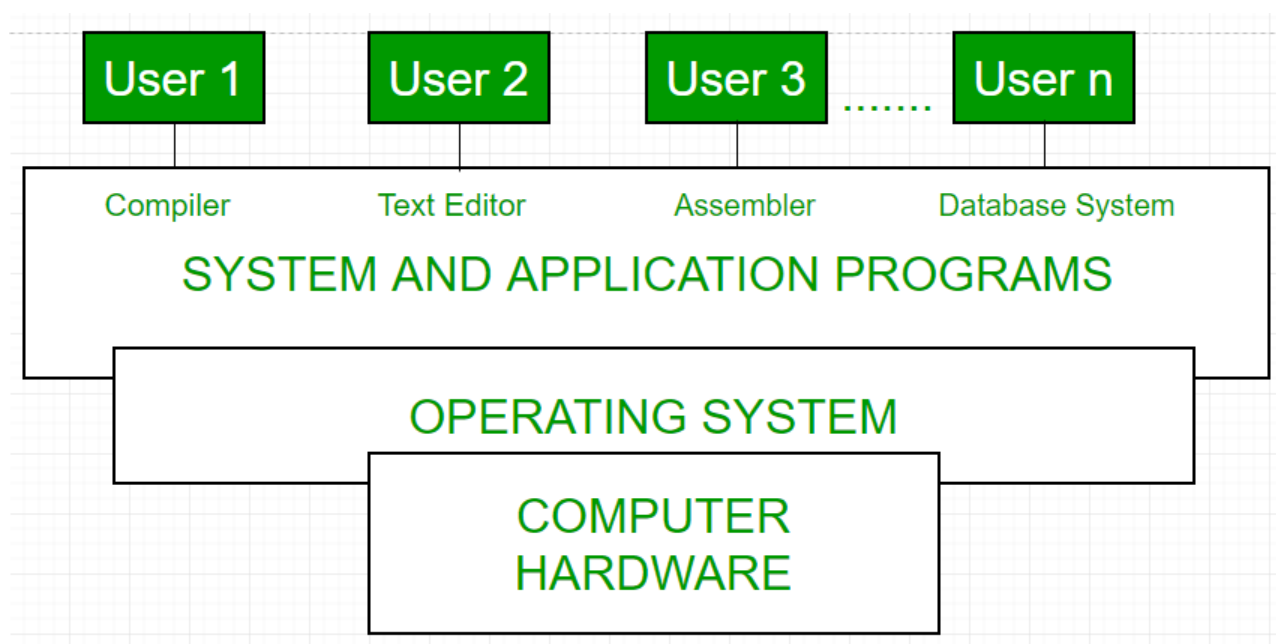 User 1 User 2 User 3 ....... User n
Compiler Text Editor Assembler Database System
SYSTEM AND APPLICATION PROGRAMS
OPERATING SYSTEM
COMPUTER
HARDWARE